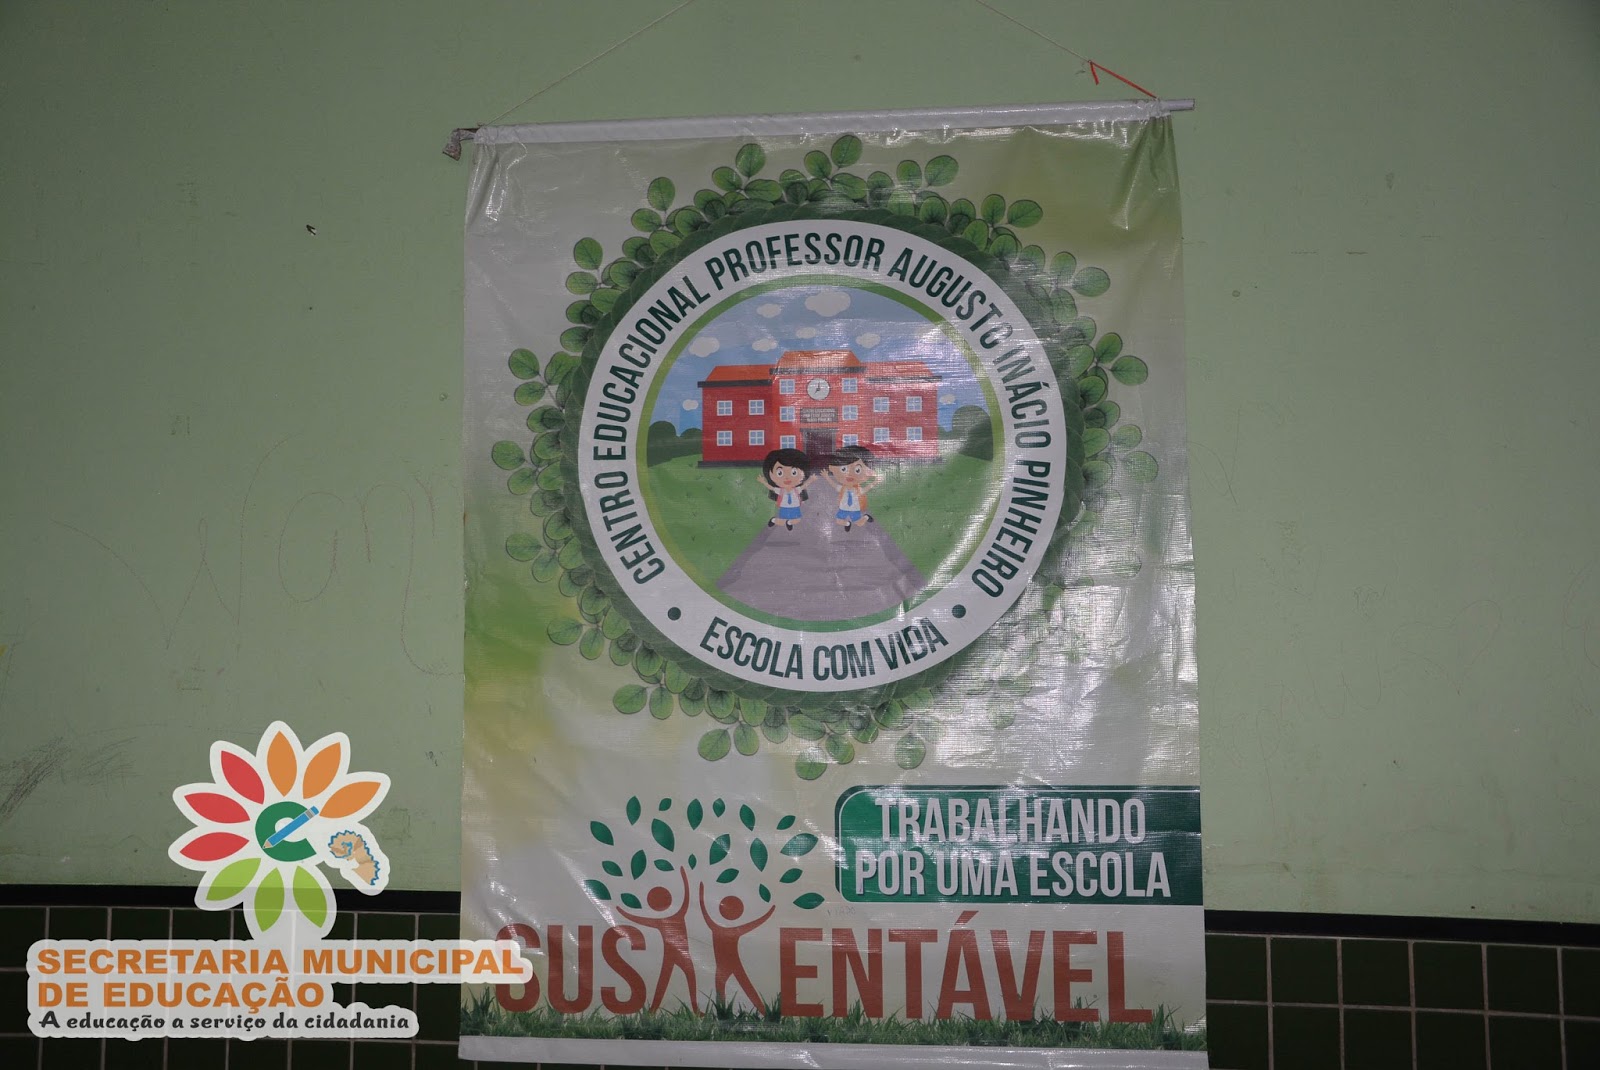 CENTRO EDUCACIONAL PROFESSOR AUGUSTO INÁCIO PINHEIRO
• ESCOLA COM VIDA •
TRABALHANDO
POR UMA ESCOLA
SUSTENTÁVEL
SECRETARIA MUNICIPAL
DE EDUCAÇÃO
A educação a serviço da cidadania